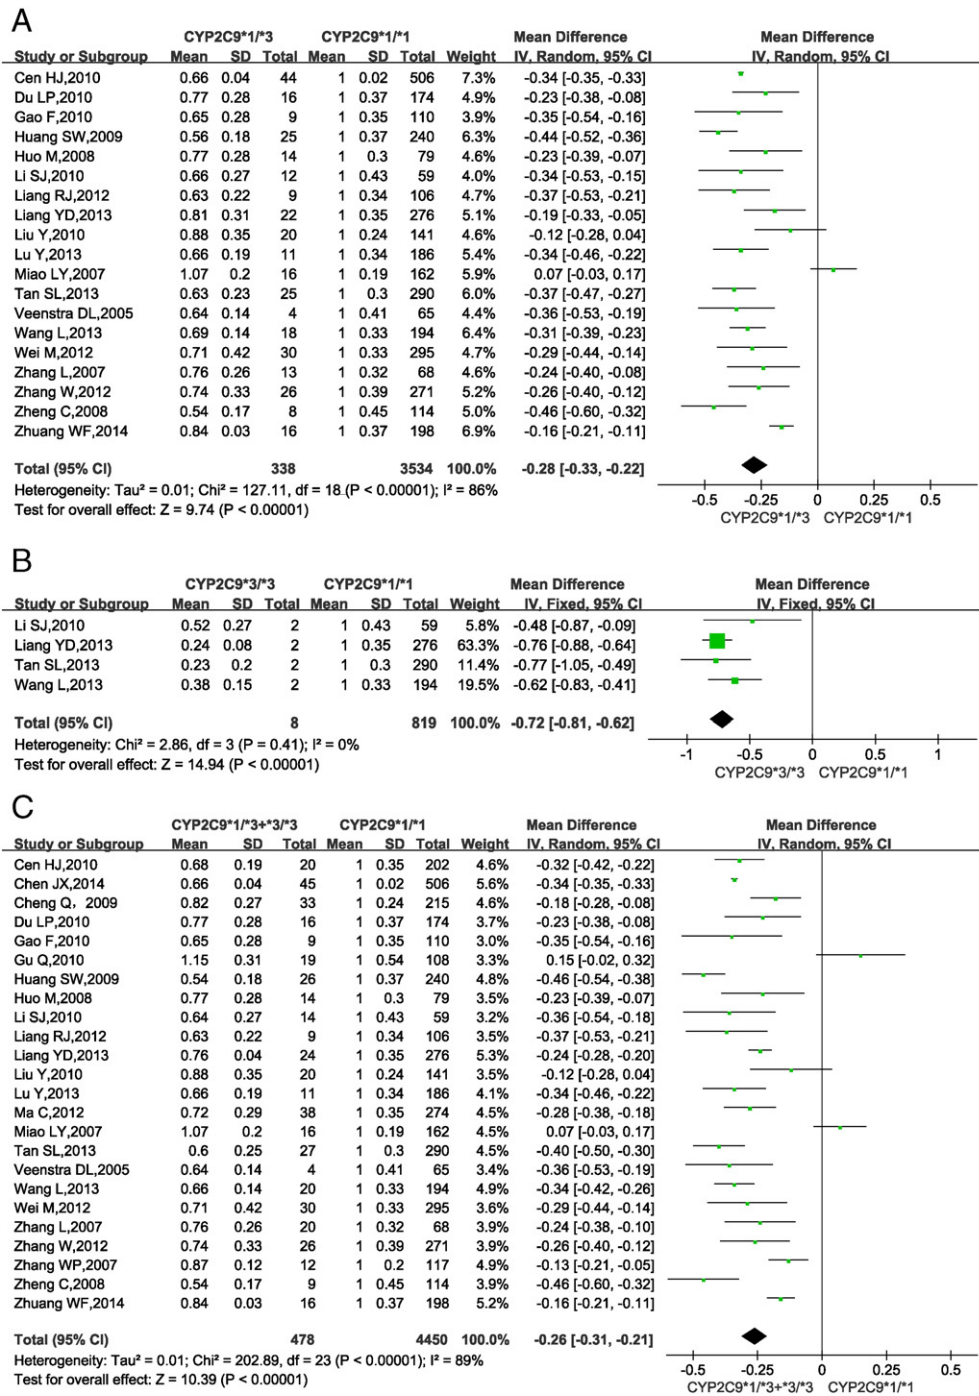 A
CYP2C9*1/*3 CYP2C9*1/*1 Mean Difference Mean Difference
Study or Subgroup Mean SD Total Mean SD Total Weight IV, Random, 95% CI IV, Random, 95% CI
Cen HJ,2010 0.66 0.04 44 1 0.02 506 7.3% -0.34 [-0.35, -0.33]
Du LP,2010 0.77 0.28 16 1 0.37 174 4.9% -0.23 [-0.38, -0.08]
Gao F,2010 0.65 0.28 9 1 0.35 110 3.9% -0.35 [-0.54, -0.16]
Huang SW,2009 0.56 0.18 25 1 0.37 240 6.3% -0.44 [-0.52, -0.36]
Huo M,2008 0.77 0.28 14 1 0.3 79 4.6% -0.23 [-0.39, -0.07]
Li SJ,2010 0.66 0.27 12 1 0.43 59 4.0% -0.34 [-0.53, -0.15]
Liang RJ,2012 0.63 0.22 9 1 0.34 106 4.7% -0.37 [-0.53, -0.21]
Liang YD,2013 0.81 0.31 22 1 0.35 276 5.1% -0.19 [-0.33, -0.05]
Liu Y,2010 0.88 0.35 20 1 0.24 141 4.6% -0.12 [-0.28, 0.04]
Lu Y,2013 0.66 0.19 11 1 0.34 186 5.4% -0.34 [-0.46, -0.22]
Miao LY,2007 1.07 0.2 16 1 0.19 162 5.9% 0.07 [-0.03, 0.17]
Tan SL,2013 0.63 0.23 25 1 0.3 290 6.0% -0.37 [-0.47, -0.27]
Veenstra DL,2005 0.64 0.14 4 1 0.41 65 4.4% -0.36 [-0.53, -0.19]
Wang L,2013 0.69 0.14 18 1 0.33 194 6.4% -0.31 [-0.39, -0.23]
Wei M,2012 0.71 0.42 30 1 0.33 295 4.7% -0.29 [-0.44, -0.14]
Zhang L,2007 0.76 0.26 13 1 0.32 68 4.6% -0.24 [-0.40, -0.08]
Zhang W,2012 0.74 0.33 26 1 0.39 271 5.2% -0.26 [-0.40, -0.12]
Zheng C,2008 0.54 0.17 8 1 0.45 114 5.0% -0.46 [-0.60, -0.32]
Zhuang WF,2014 0.84 0.03 16 1 0.37 198 6.9% -0.16 [-0.21, -0.11]
Total (95% CI) 338 3534 100.0% -0.28 [-0.33, -0.22]
Heterogeneity: Tau² = 0.01; Chi² = 127.11, df = 18 (P < 0.00001); I² = 86%
Test for overall effect: Z = 9.74 (P < 0.00001)
-0.5 -0.25 0 0.25 0.5
CYP2C9*1/*3 CYP2C9*1/*1
B
CYP2C9*3/*3 CYP2C9*1/*1 Mean Difference Mean Difference
Study or Subgroup Mean SD Total Mean SD Total Weight IV, Fixed, 95% CI IV, Fixed, 95% CI
Li SJ,2010 0.52 0.27 2 1 0.43 59 5.8% -0.48 [-0.87, -0.09]
Liang YD,2013 0.24 0.08 2 1 0.35 276 63.3% -0.76 [-0.88, -0.64]
Tan SL,2013 0.23 0.2 2 1 0.3 290 11.4% -0.77 [-1.05, -0.49]
Wang L,2013 0.38 0.15 2 1 0.33 194 19.5% -0.62 [-0.83, -0.41]
Total (95% CI) 8 819 100.0% -0.72 [-0.81, -0.62]
Heterogeneity: Chi² = 2.86, df = 3 (P = 0.41); I² = 0%
Test for overall effect: Z = 14.94 (P < 0.00001)
-1 -0.5 0 0.5 1
CYP2C9*3/*3 CYP2C9*1/*1
C
CYP2C9*1/*3+*3/*3 CYP2C9*1/*1 Mean Difference Mean Difference
Study or Subgroup Mean SD Total Mean SD Total Weight IV, Random, 95% CI IV, Random, 95% CI
Cen HJ,2010 0.68 0.19 20 1 0.35 202 4.6% -0.32 [-0.42, -0.22]
Chen JX,2014 0.66 0.04 45 1 0.02 506 5.6% -0.34 [-0.35, -0.33]
Cheng Q，2009 0.82 0.27 33 1 0.24 215 4.6% -0.18 [-0.28, -0.08]
Du LP,2010 0.77 0.28 16 1 0.37 174 3.7% -0.23 [-0.38, -0.08]
Gao F,2010 0.65 0.28 9 1 0.35 110 3.0% -0.35 [-0.54, -0.16]
Gu Q,2010 1.15 0.31 19 1 0.54 108 3.3% 0.15 [-0.02, 0.32]
Huang SW,2009 0.54 0.18 26 1 0.37 240 4.9% -0.46 [-0.54, -0.38]
Huo M,2008 0.77 0.28 14 1 0.3 79 3.5% -0.23 [-0.39, -0.07]
Li SJ,2010 0.64 0.27 14 1 0.43 59 3.2% -0.36 [-0.54, -0.18]
Liang RJ,2012 0.63 0.22 9 1 0.34 106 3.5% -0.37 [-0.53, -0.21]
Liang YD,2013 0.76 0.04 24 1 0.35 276 5.3% -0.24 [-0.28, -0.20]
Liu Y,2010 0.88 0.35 20 1 0.24 141 3.5% -0.12 [-0.28, 0.04]
Lu Y,2013 0.66 0.19 11 1 0.34 186 4.1% -0.34 [-0.46, -0.22]
Ma C,2012 0.72 0.29 38 1 0.35 274 4.5% -0.28 [-0.38, -0.18]
Miao LY,2007 1.07 0.2 16 1 0.19 162 4.5% 0.07 [-0.03, 0.17]
Tan SL,2013 0.6 0.25 27 1 0.3 290 4.5% -0.40 [-0.50, -0.30]
Veenstra DL,2005 0.64 0.14 4 1 0.41 65 3.4% -0.36 [-0.53, -0.19]
Wang L,2013 0.66 0.14 20 1 0.33 194 4.9% -0.34 [-0.42, -0.26]
Wei M,2012 0.71 0.42 30 1 0.33 295 3.6% -0.29 [-0.44, -0.14]
Zhang L,2007 0.76 0.26 20 1 0.32 68 3.9% -0.24 [-0.38, -0.10]
Zhang W,2012 0.74 0.33 26 1 0.39 271 3.9% -0.26 [-0.40, -0.12]
Zhang WP,2007 0.87 0.12 12 1 0.2 117 4.9% -0.13 [-0.21, -0.05]
Zheng C,2008 0.54 0.17 9 1 0.45 114 3.9% -0.46 [-0.60, -0.32]
Zhuang WF,2014 0.84 0.03 16 1 0.37 198 5.2% -0.16 [-0.21, -0.11]
Total (95% CI) 478 4450 100.0% -0.26 [-0.31, -0.21]
Heterogeneity: Tau² = 0.01; Chi² = 202.89, df = 23 (P < 0.00001); I² = 89%
Test for overall effect: Z = 10.39 (P < 0.00001)
-0.5 -0.25 0 0.25 0.5
CYP2C9*1/*3+*3/*3 CYP2C9*1/*1